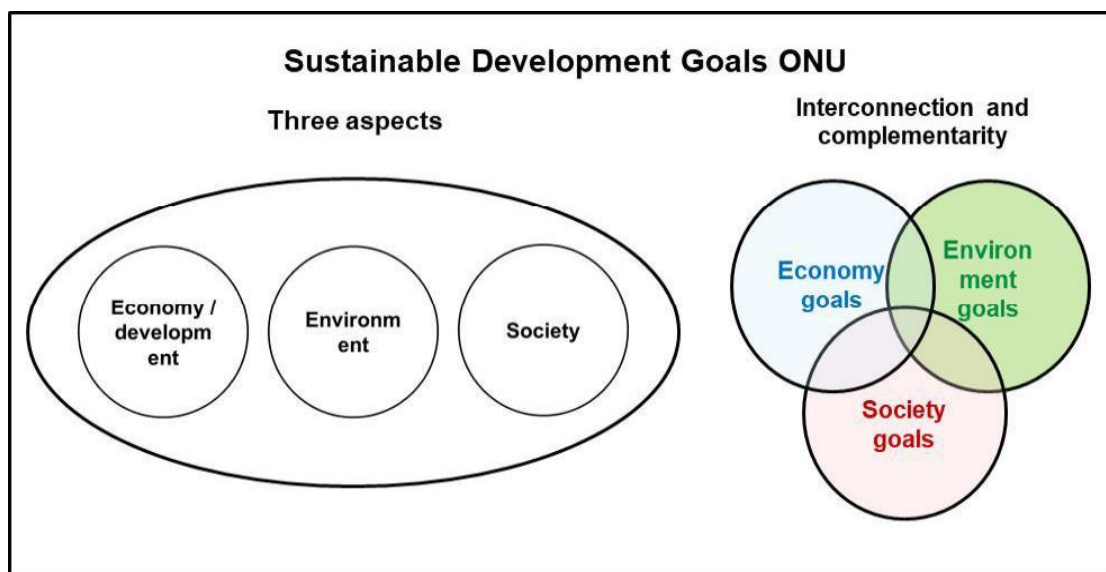 Sustainable Development Goals ONU
Three aspects
Economy /
developm
ent
Environm
ent
Society
Interconnection and
complementarity
Economy
goals
Environ
ment
goals
Society
goals